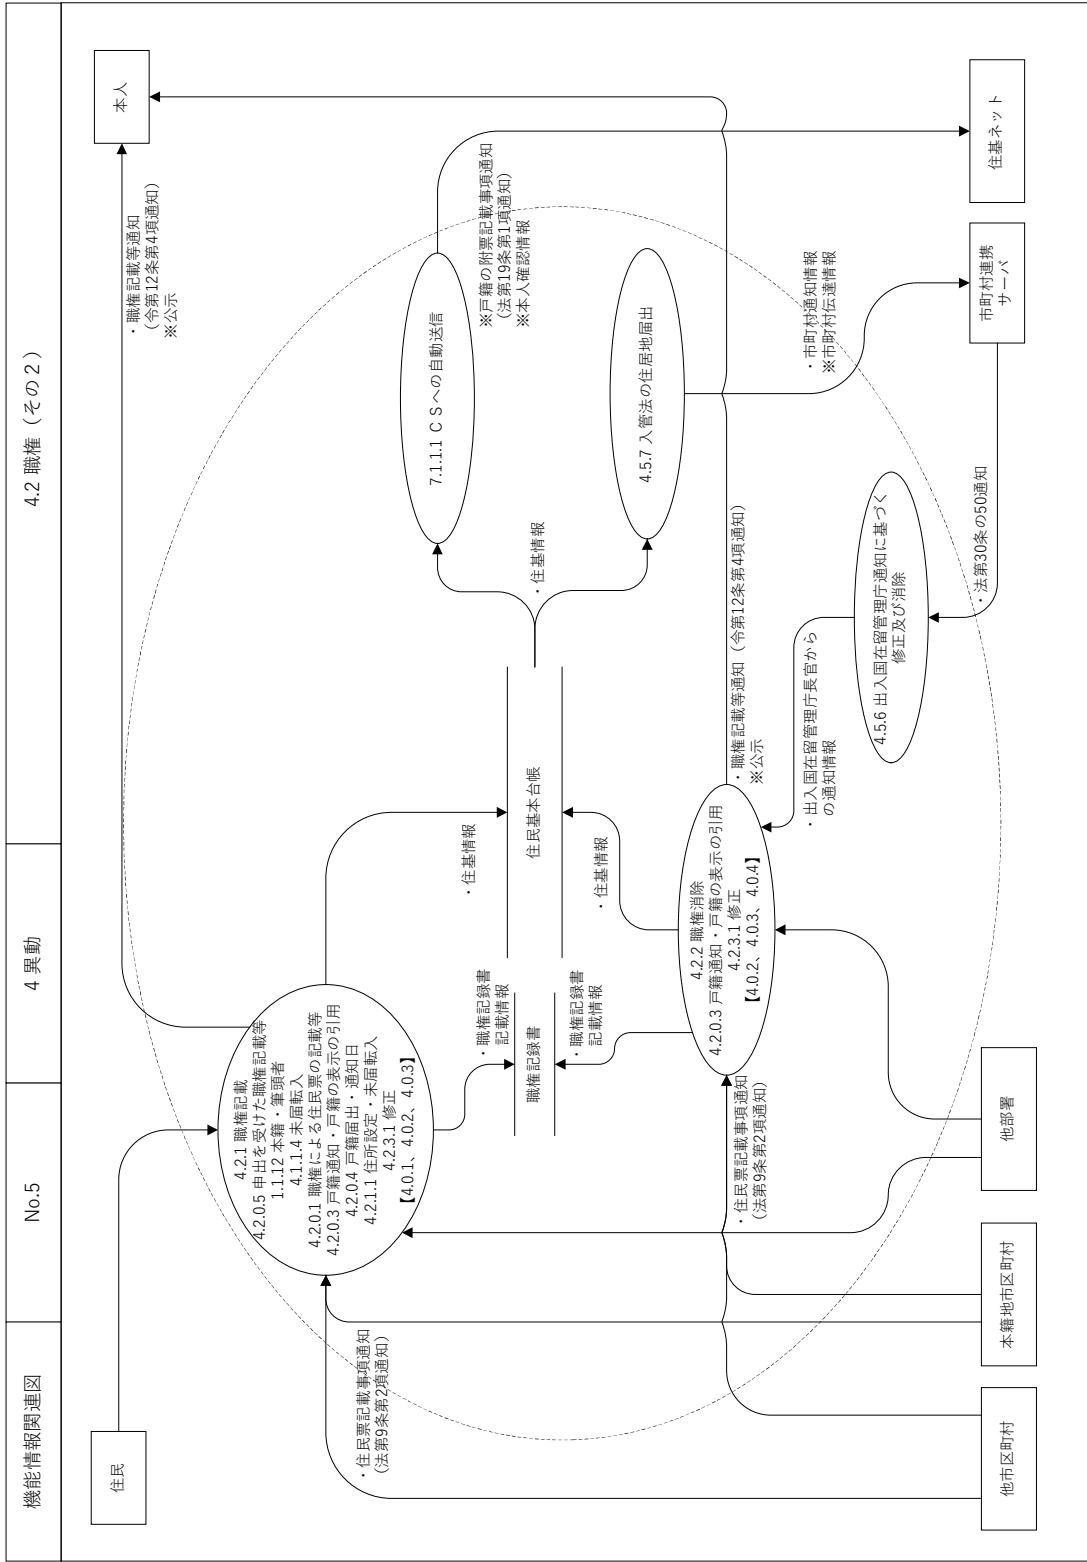 機能情報関連図
No.5
4 異動
4.2 職権（その２）
住民
本人
・職権記載等通知
（令第12条第4項通知）
※公示
4.2.1 職権記載
4.2.0.5 申出を受けた職権記載等
1.1.12 本籍・筆頭者
4.1.1.4 未届転入
4.2.0.1 職権による住民票の記載等
4.2.0.3 戸籍通知・戸籍の表示の引用
4.2.0.4 戸籍届出・通知日
4.2.1.1 住所設定・未届転入
4.2.3.1 修正
【4.0.1、4.0.2、4.0.3】
・住民票記載事項通知
（法第9条第2項通知）
・住基情報
・職権記録書
記載情報
職権記録書
住民基本台帳
・職権記録書
記載情報
・住基情報
・住基情報
7.1.1.1 ＣＳへの自動送信
※戸籍の附票記載事項通知
（法第19条第1項通知）
※本人確認情報
4.5.7 入管法の住居地届出
・市町村通知情報
※市町村伝達情報
4.2.2 職権消除
4.2.0.3 戸籍通知・戸籍の表示の引用
4.2.3.1 修正
【4.0.2、4.0.3、4.0.4】
・職権記載等通知（令第12条第4項通知）
※公示
・住民票記載事項通知
（法第9条第2項通知）
・出入国在留管理庁長官から
の通知情報
4.5.6 出入国在留管理庁通知に基づく
修正及び消除
・法第30条の50通知
他市区町村
本籍地市区町村
他部署
市町村連携
サーバ
住基ネット